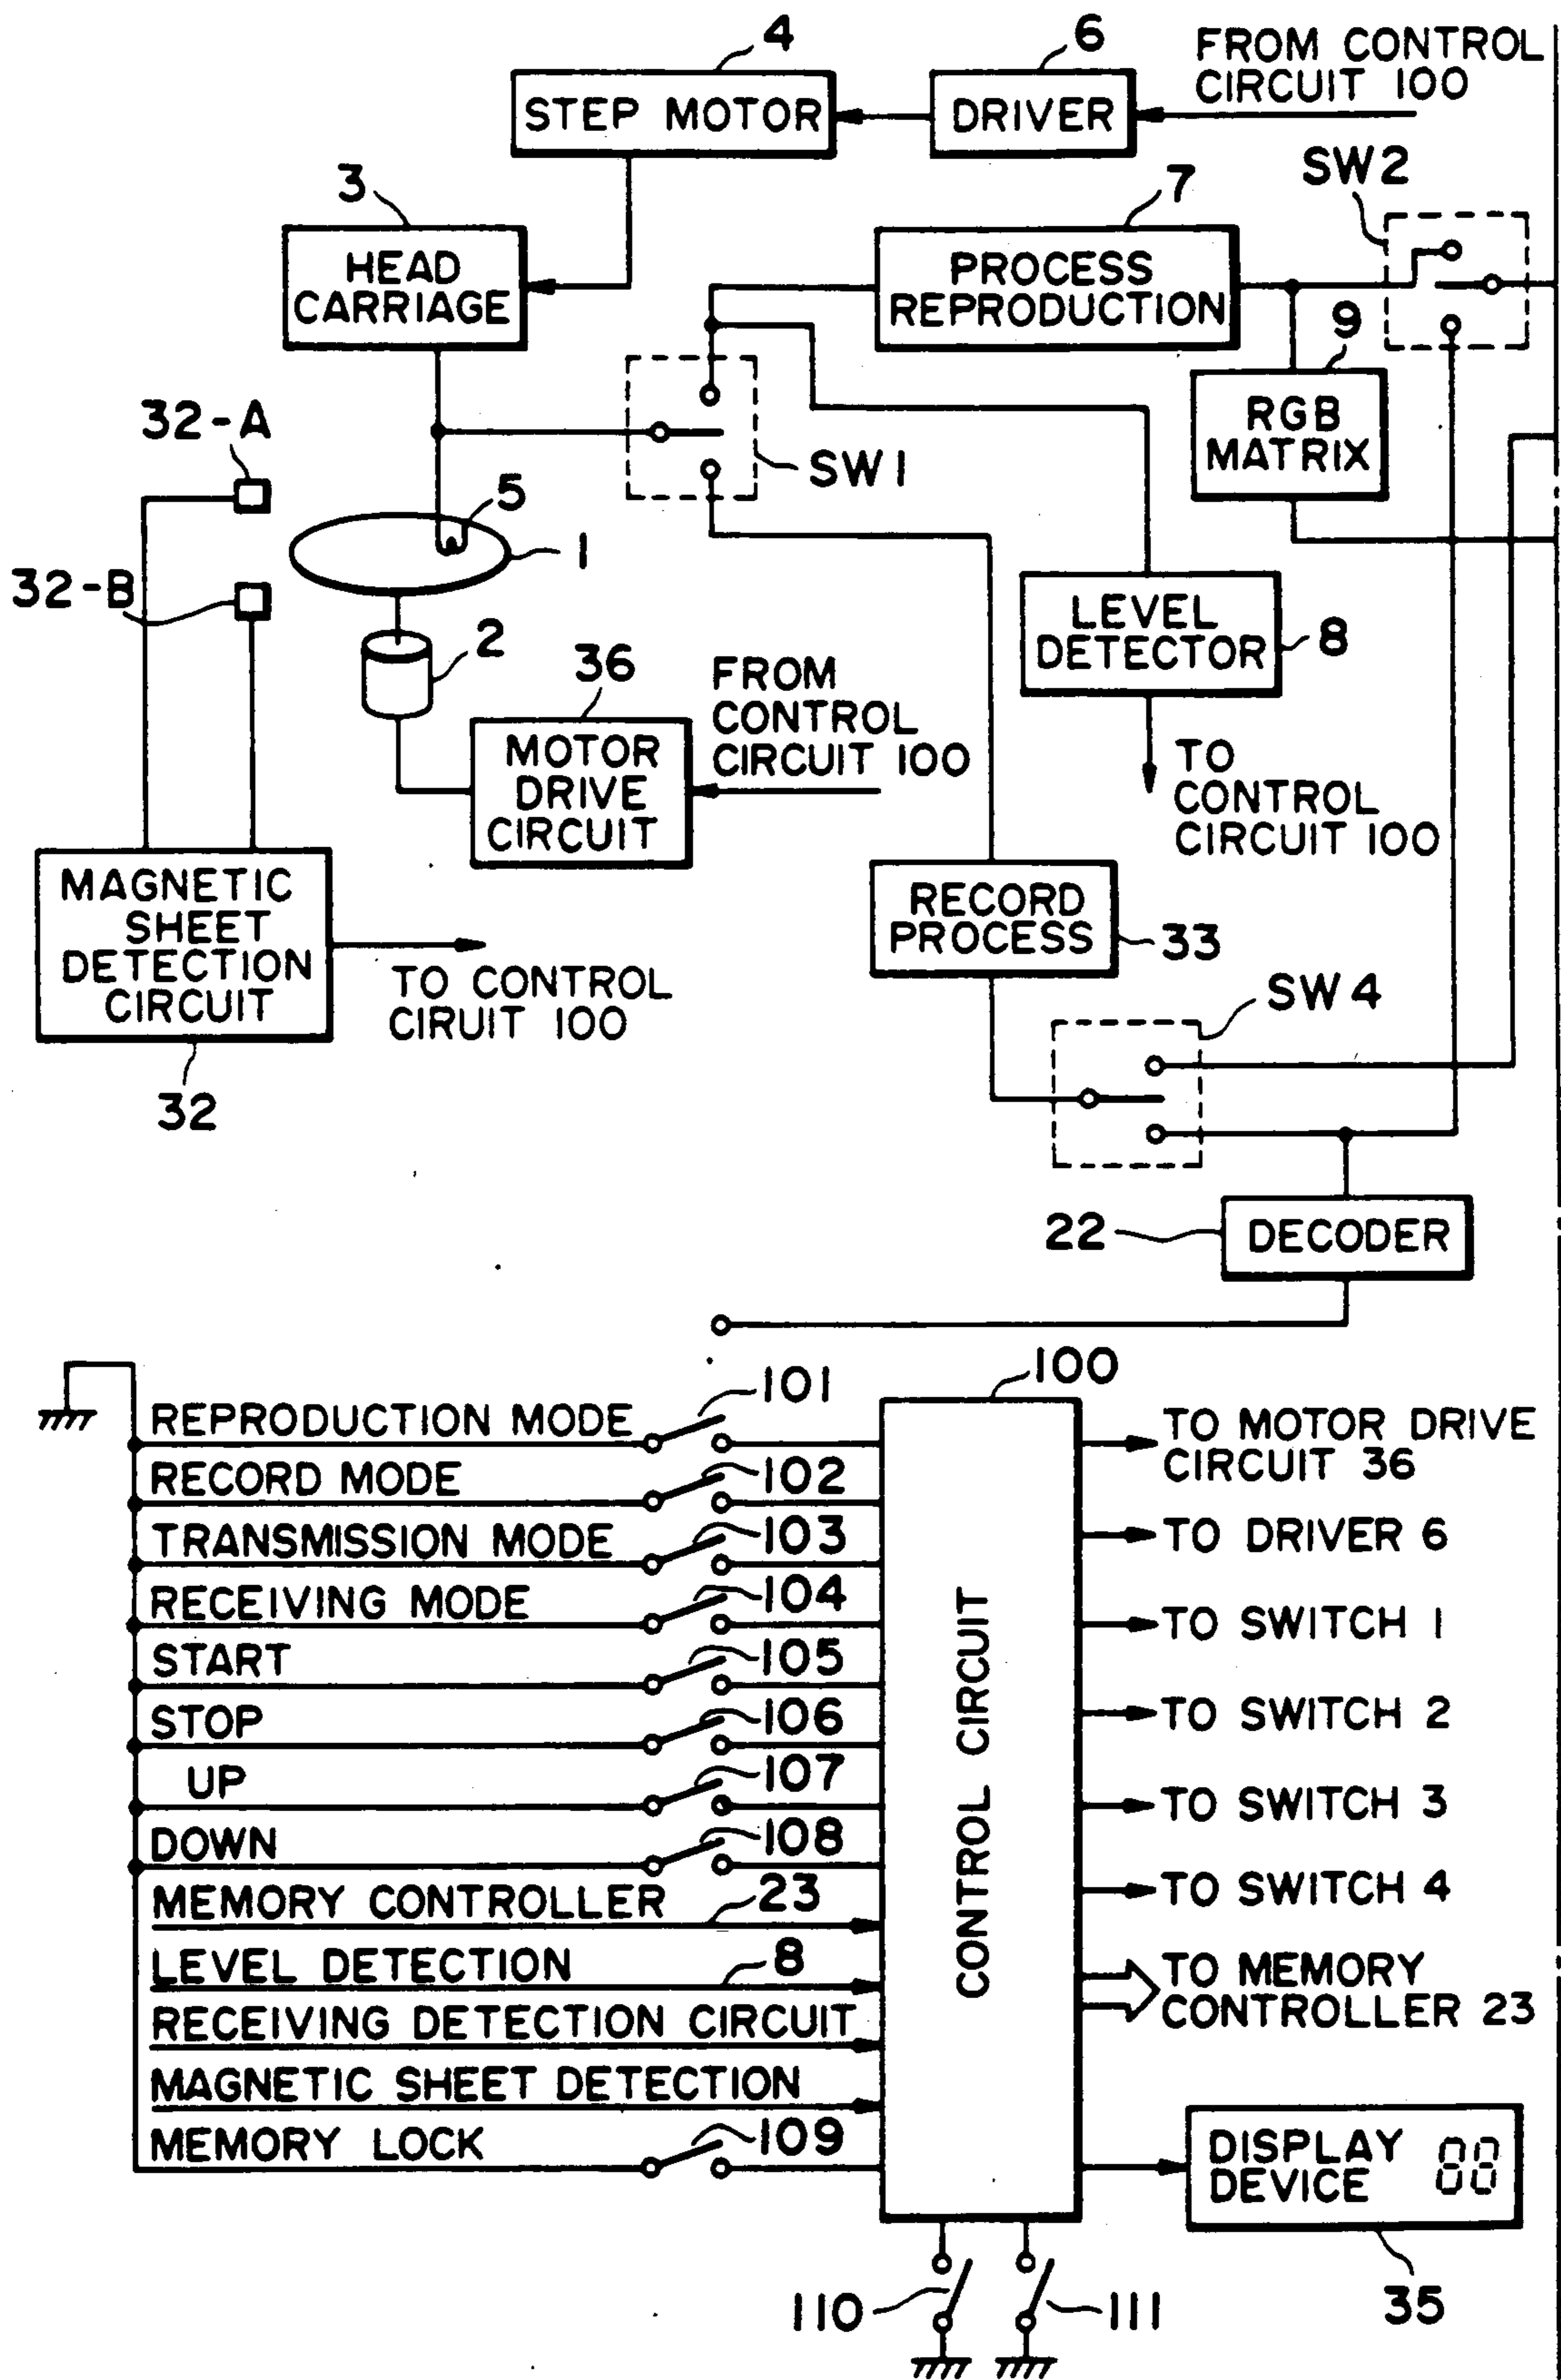 4
6
FROM CONTROL
CIRCUIT 100
STEP MOTOR
DRIVER
SW2
3
7
HEAD
CARRIAGE
PROCESS
REPRODUCTION
9
RGB
MATRIX
32-A
SW1
5
1
32-B
LEVEL
DETECTOR
8
2
36
FROM
CONTROL
CIRCUIT 100
MOTOR
DRIVE
CIRCUIT
TO
CONTROL
CIRCUIT 100
MAGNETIC
SHEET
DETECTION
CIRCUIT
RECORD
PROCESS
33
TO CONTROL
CIRUIT 100
SW4
32
22
DECODER
100
101
REPRODUCTION MODE
TO MOTOR DRIVE
CIRCUIT 36
RECORD MODE
102
TRANSMISSION MODE
103
TO DRIVER 6
RECEIVING MODE
104
TO SWITCH 1
START
105
STOP
106
TO SWITCH 2
UP
107
TO SWITCH 3
DOWN
108
CONTROL CIRCUIT
MEMORY CONTROLLER
23
TO SWITCH 4
LEVEL DETECTION
8
TO MEMORY
CONTROLLER 23
RECEIVING DETECTION CIRCUIT
MAGNETIC SHEET DETECTION
MEMORY LOCK
109
DISPLAY
DEVICE
00
110
111
35